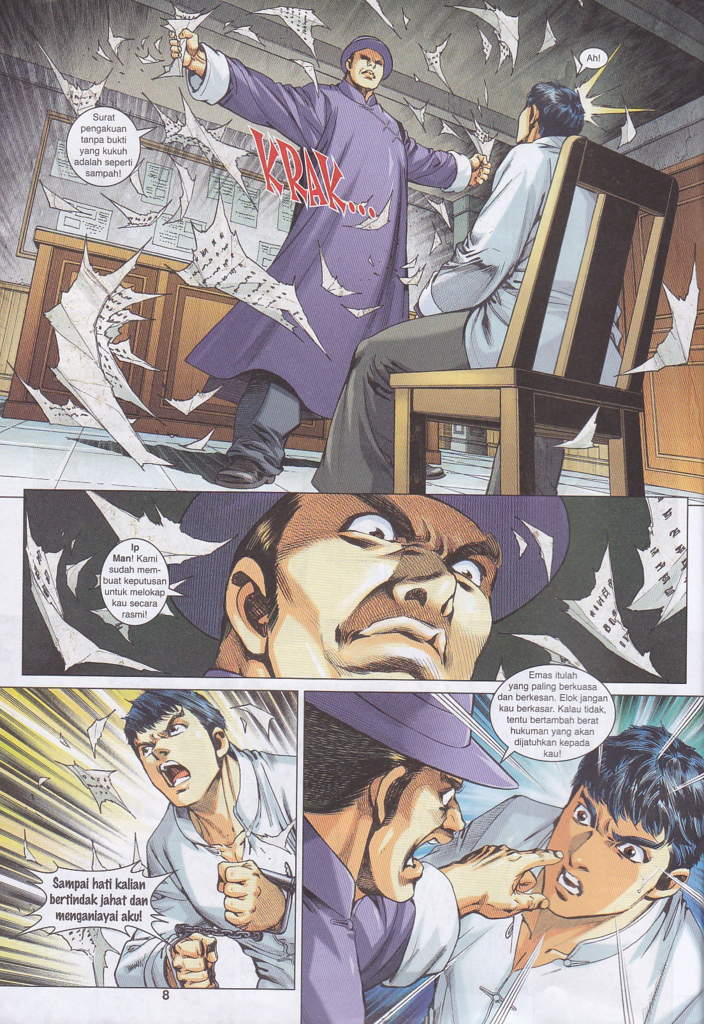 Ah!
Surat
pengakuan
tanpa bukti
yang kukuh
adalah seperti
sampah!
KRAK...
Ip
Man! Kami
sudah mem-
buat keputusan
untuk melokap
kau secara
rasmi!
Emas itulah
yang paling berkuasa
dan berkesan. Elok jangan
kau berkasar. Kalau tidak,
tentu bertambah berat
hukuman yang akan
dijatuhkan kepada
kau!
Sampai hati kalian
bertindak begini dan
menganiayai aku!
8